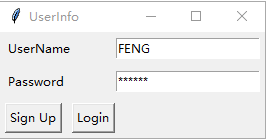 UserInfo
UserName FENG
Password ******
Sign Up Login